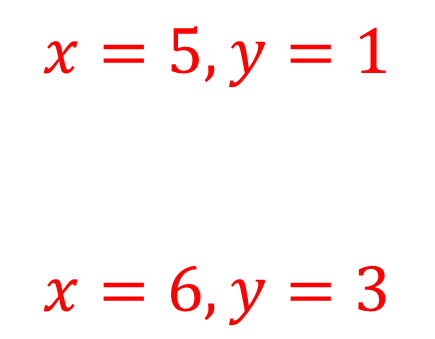 x = 5, y = 1
x = 6, y = 3